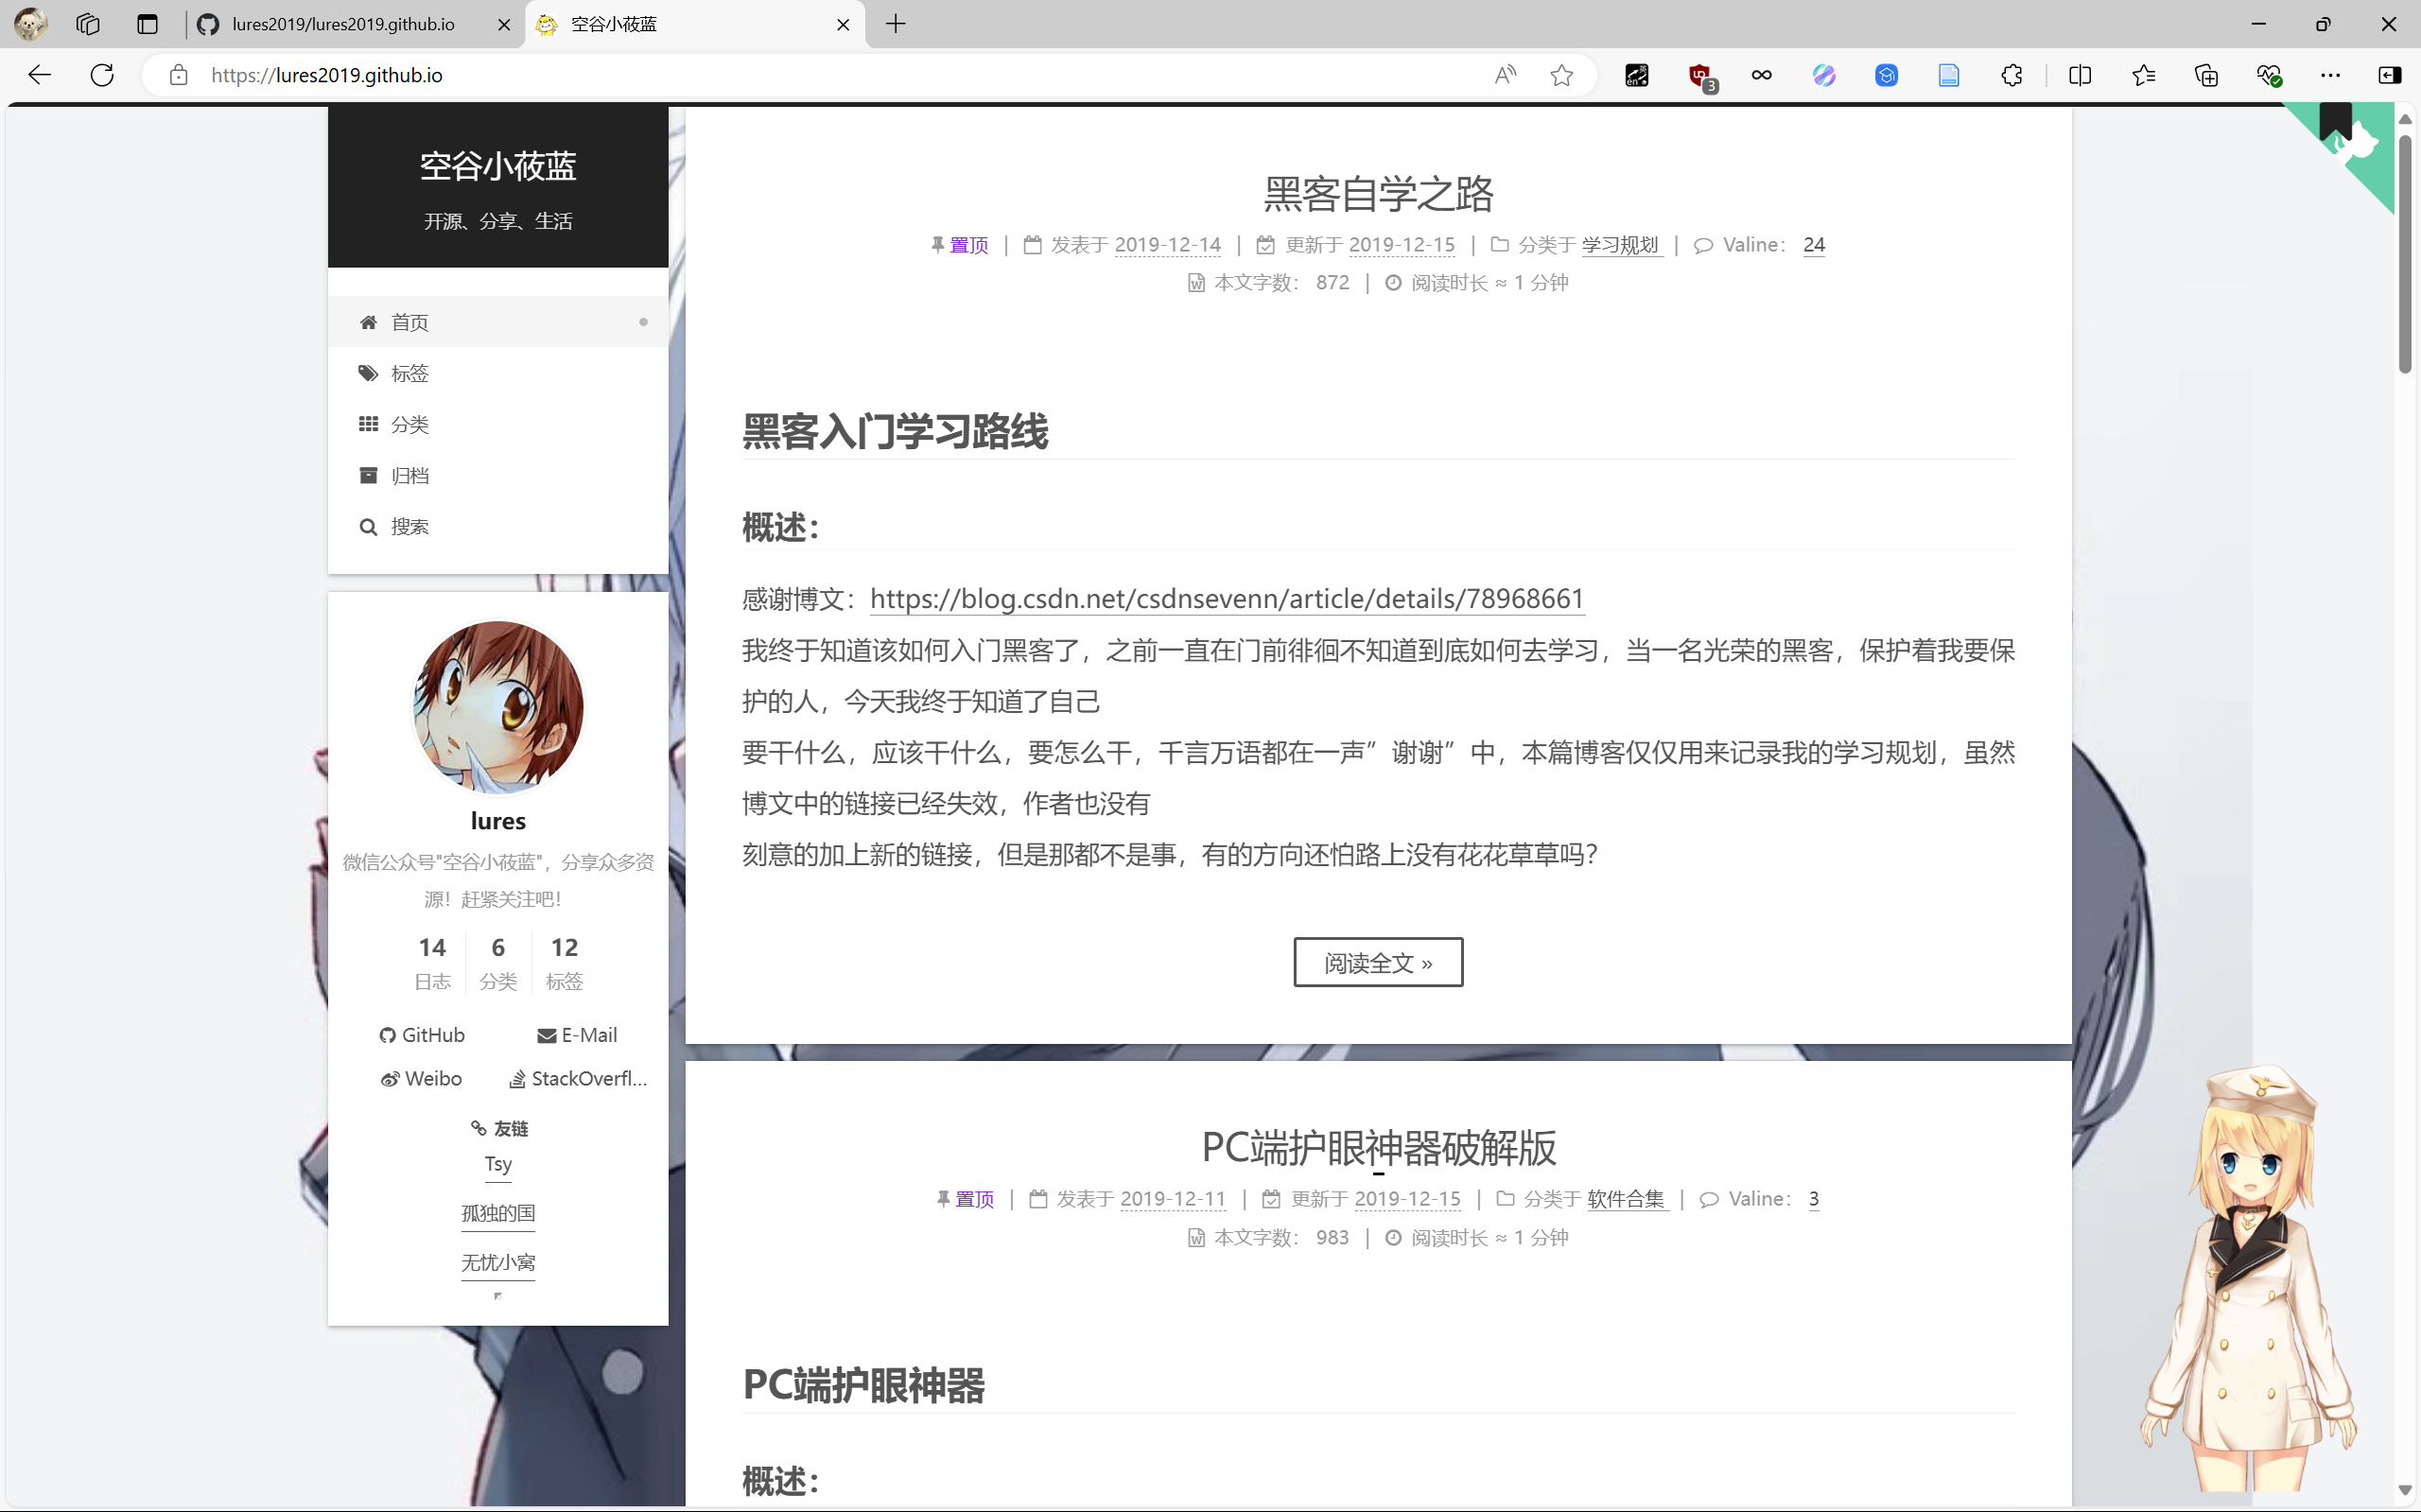 lures2019/lures2019.github.io
空谷小莜蓝
https://lures2019.github.io
3
空谷小莜蓝
开源、分享、生活
首页
标签
分类
归档
搜索
lures
微信公众号"空谷小莜蓝"，分享众多资
源！赶紧关注吧！
14 6 12
日志 分类 标签
GitHub E-Mail
Weibo StackOverfl...
友链
Tsy
孤独的国
无忧小窝
黑客自学之路
置顶 | 发表于 2019-12-14 | 更新于 2019-12-15 | 分类于 学习规划 | Valine： 24
本文字数： 872 | 阅读时长 ≈ 1 分钟
黑客入门学习路线
概述：
感谢博文：https://blog.csdn.net/csdnsevenn/article/details/78968661
我终于知道该如何入门黑客了，之前一直在门前徘徊不知道到底如何去学习，当一名光荣的黑客，保护着我要保
护的人，今天我终于知道了自己
要干什么，应该干什么，要怎么干，千言万语都在一声”谢谢”中，本篇博客仅仅用来记录我的学习规划，虽然
博文中的链接已经失效，作者也没有
刻意的加上新的链接，但是那都不是事，有的方向还怕路上没有花花草草吗？
阅读全文 »
PC端护眼神器破解版
置顶 | 发表于 2019-12-11 | 更新于 2019-12-15 | 分类于 软件合集 | Valine： 3
本文字数： 983 | 阅读时长 ≈ 1 分钟
PC端护眼神器
概述：